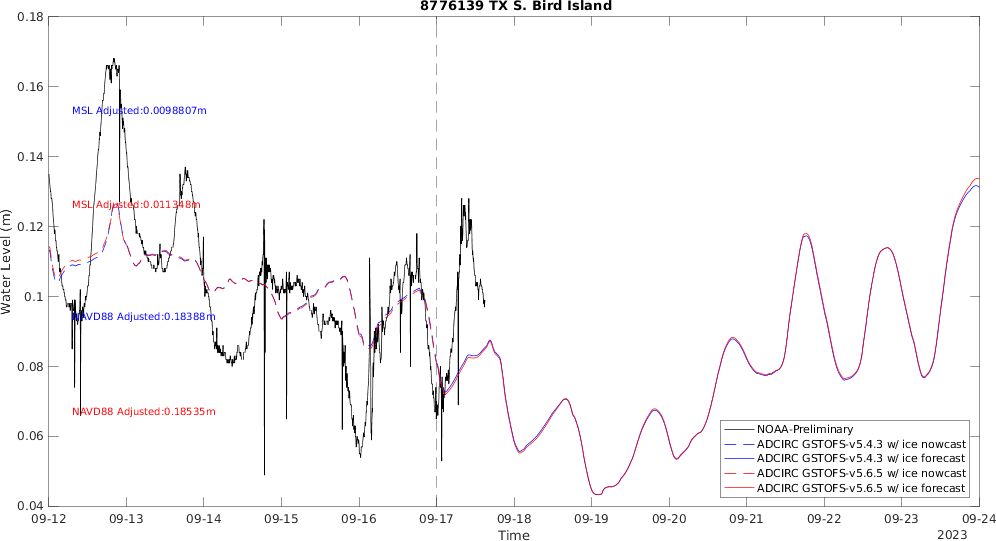 8776139 TX S. Bird Island
0.18
0.16
0.14
0.12
0.1
0.08
0.06
0.04
Water Level (m)
MSL Adjusted:0.0098807m
MSL Adjusted:0.011348m
NAVD88 Adjusted:0.18388m
NAVD88 Adjusted:0.18535m
NOAA-Preliminary
ADCIRC GSTOFS-v5.4.3 w/ ice nowcast
ADCIRC GSTOFS-v5.4.3 w/ ice forecast
ADCIRC GSTOFS-v5.6.5 w/ ice nowcast
ADCIRC GSTOFS-v5.6.5 w/ ice forecast
09-12 09-13 09-14 09-15 09-16 09-17 09-18 09-19 09-20 09-21 09-22 09-23 09-24
Time
2023